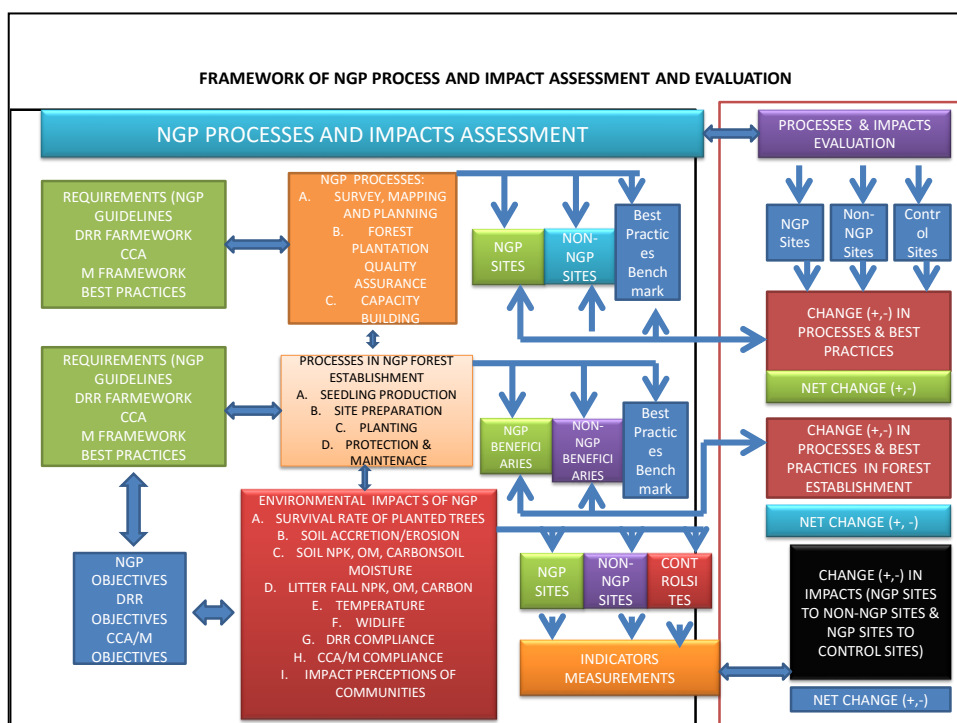 FRAMEWORK OF NGP PROCESS AND IMPACT ASSESSMENT AND EVALUATION
NGP PROCESSES AND IMPACTS ASSESSMENT
PROCESSES & IMPACTS
EVALUATION
REQUIREMENTS (NGP
GUIDELINES
DRR FARMEWORK
CCA
M FRAMEWORK
BEST PRACTICES
NGP PROCESSES:
A. SURVEY, MAPPING
AND PLANNING
B. FOREST
PLANTATION
QUALITY
ASSURANCE
C. CAPACITY
BUILDING
NGP
SITES
NON-
NGP SITES
Best
Practic
es
Bench
mark
NGP
Sites
Non-
NGP
Sites
Contr
ol
Sites
CHANGE (+,-) IN
PROCESSES & BEST
PRACTICES
NET CHANGE (+,-)
REQUIREMENTS (NGP
GUIDELINES
DRR FARMEWORK
CCA
M FRAMEWORK
BEST PRACTICES
PROCESSES IN NGP FOREST
ESTABLISHMENT
A. SEEDLING PRODUCTION
B. SITE PREPARATION
C. PLANTING
D. PROTECTION &
MAINTENACE
NGP
BENEFICI
ARIES
NON-
NGP
BENEFICI
ARIES
Best
Practic
es
Bench
mark
CHANGE (+,-) IN
PROCESSES & BEST
PRACTICES IN FOREST
ESTABLISHMENT
NET CHANGE (+, -)
NGP
OBJECTIVES
DRR
OBJECTIVES
CCA/M
OBJECTIVES
ENVIRONMENTAL IMPACTS OF NGP
A. SURVIVAL RATE OF PLANTED TREES
B. SOIL ACCRETION/EROSION
C. SOIL NPK, OM, CARBONSOIL
MOISTURE
D. LITTER FALL NPK, OM, CARBON
E. TEMPERATURE
F. WIDLIFE
G. DRR COMPLIANCE
H. CCA/M COMPLIANCE
I. IMPACT PERCEPTIONS OF
COMMUNITIES
NGP
SITES
NON-
NGP
SITES
CONT
ROLSI
TES
INDICATORS
MEASUREMENTS
CHANGE (+,-) IN
IMPACTS (NGP SITES
TO NON-NGP SITES &
NGP SITES TO
CONTROL SITES)
NET CHANGE (+,-)